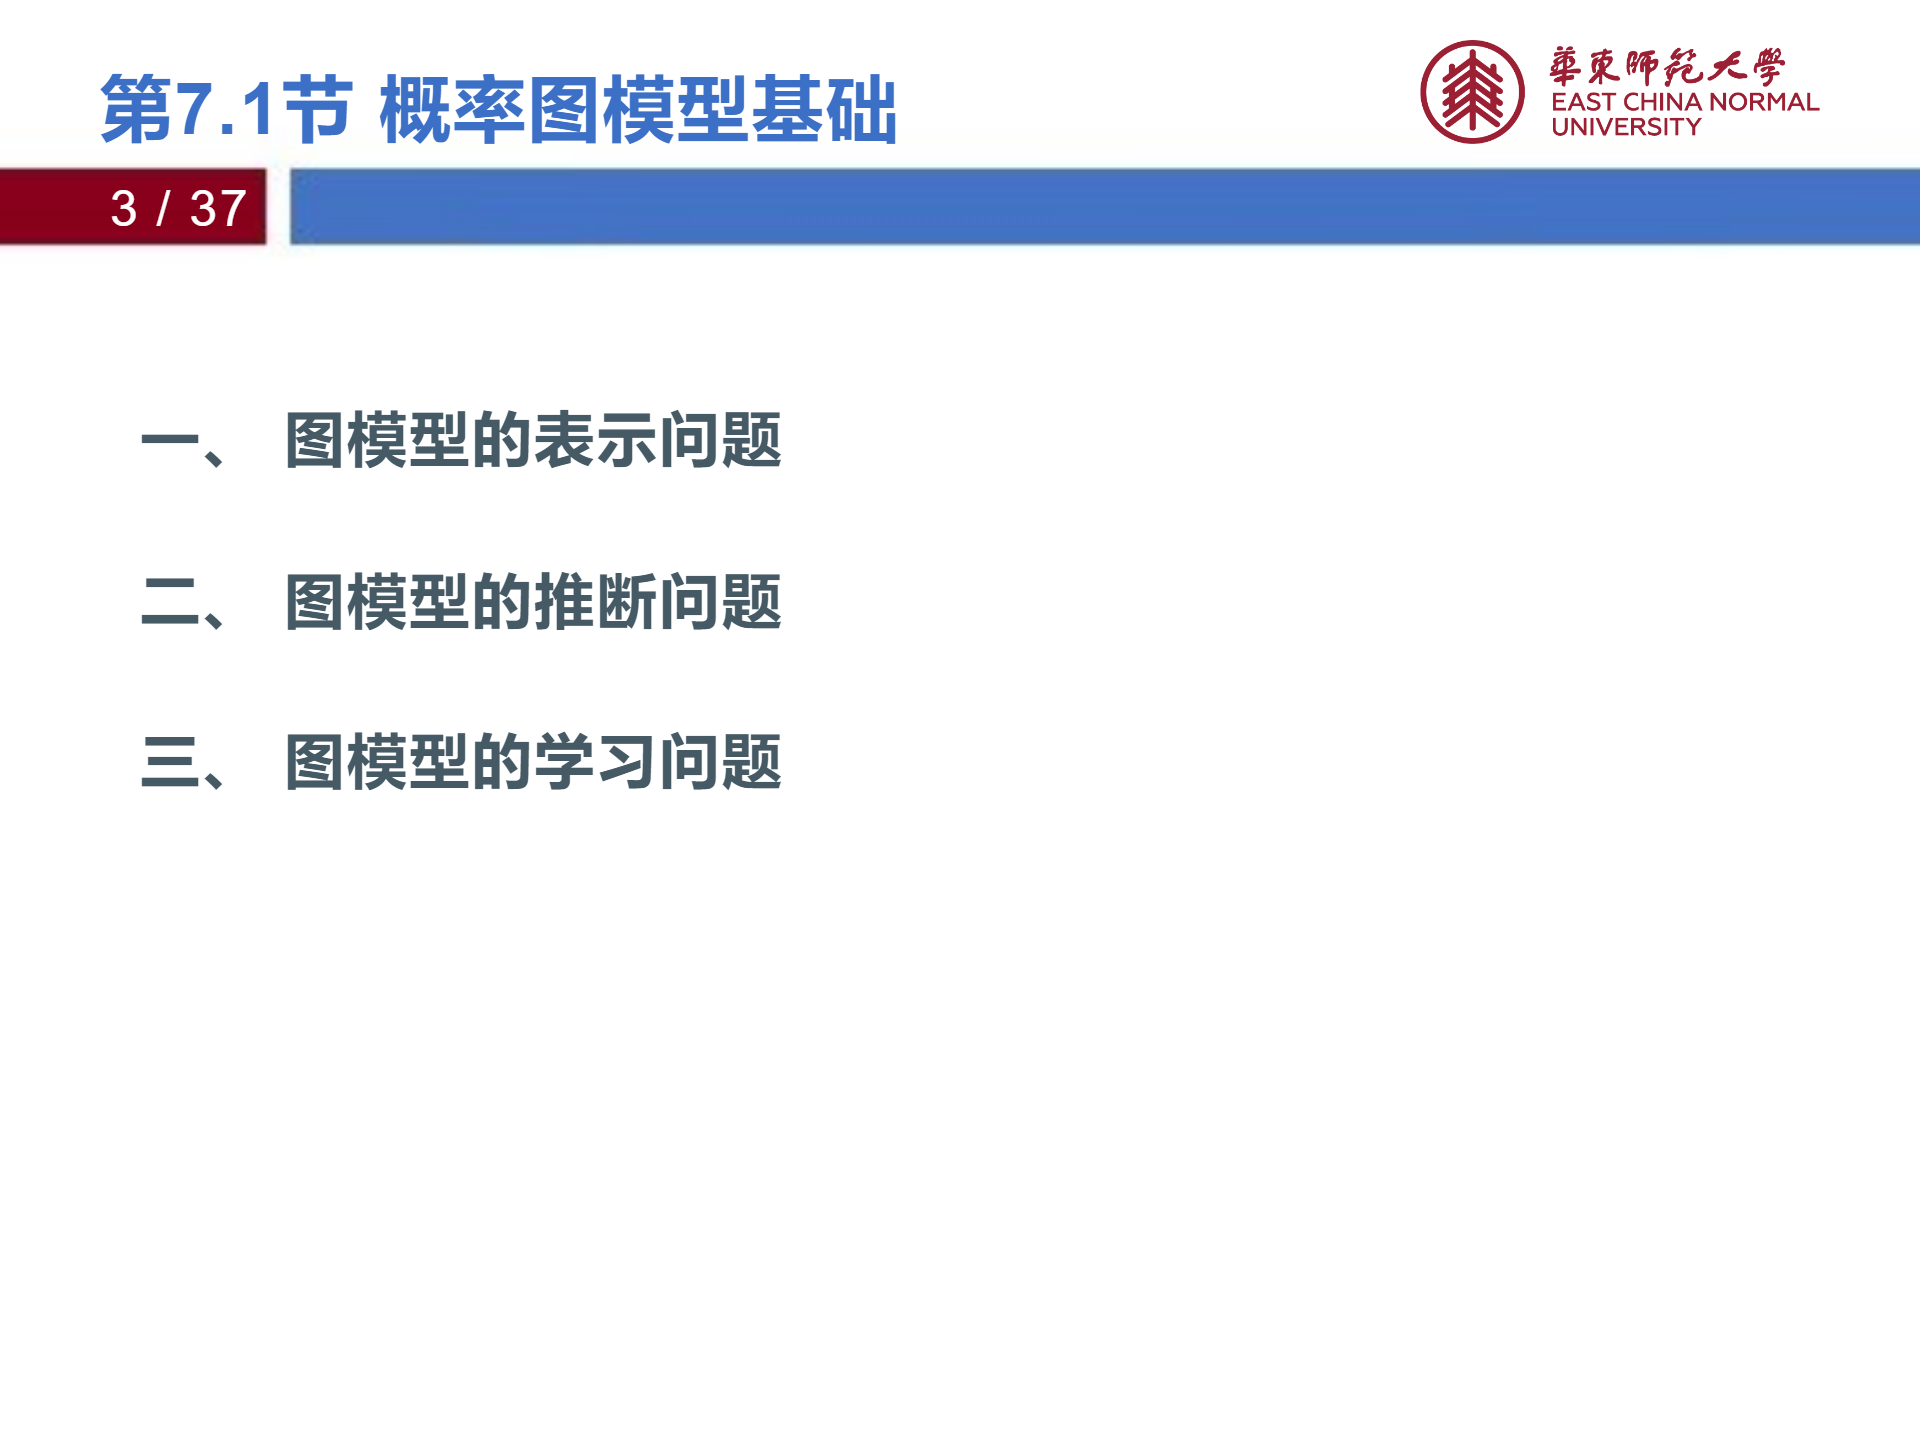 第7.1节 概率图模型基础
華東師範大學
EAST CHINA NORMAL
UNIVERSITY
3 / 37
一、 图模型的表示问题
二、 图模型的推断问题
三、 图模型的学习问题